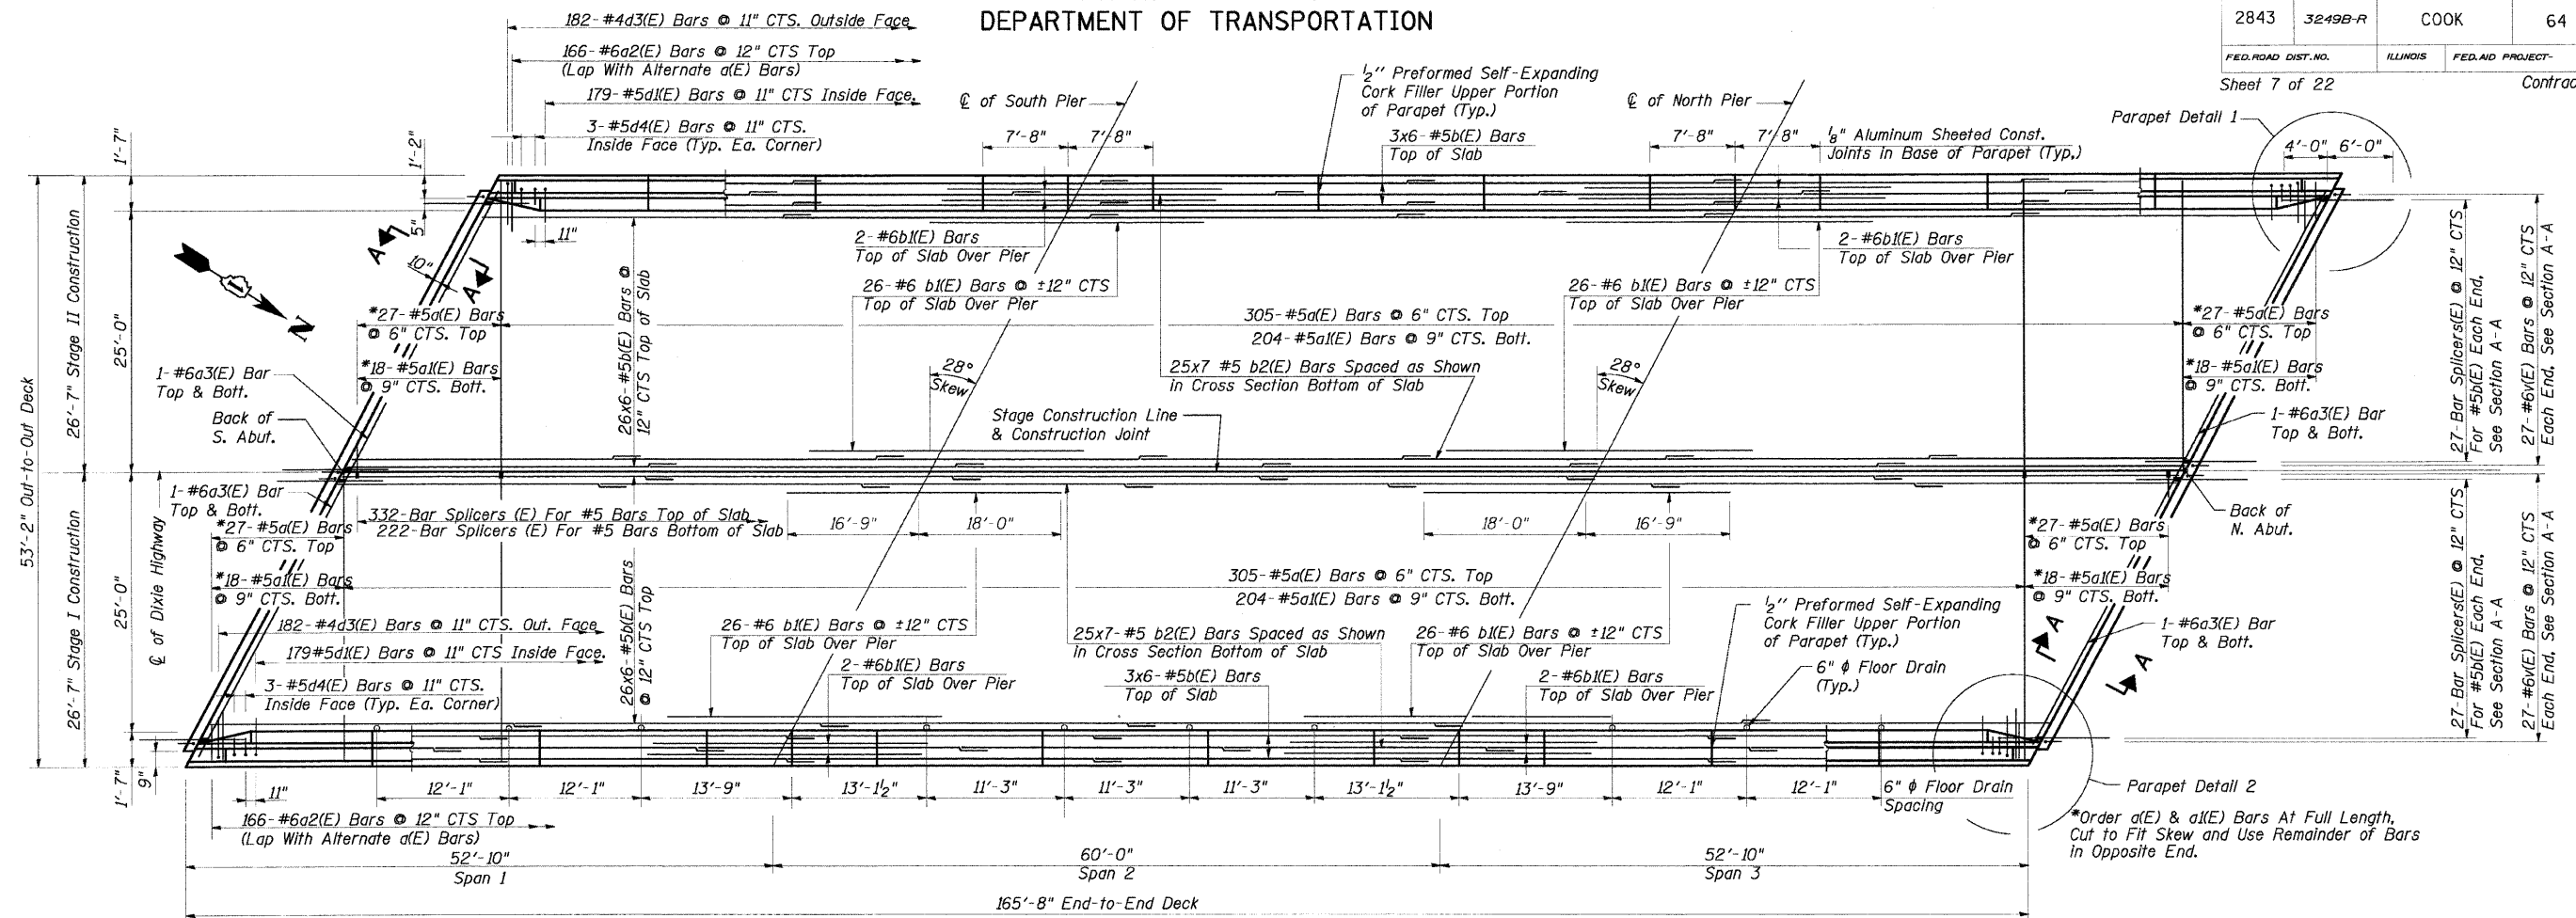 DEPARTMENT OF TRANSPORTATION
2843 3249B-R COOK 64
FED.ROAD DIST.NO. ILLINOIS FED.AID PROJECT-
Sheet 7 of 22 Contrac
182-#4d3(E) Bars @ 11" CTS. Outside Face
166-#6a2(E) Bars @ 12" CTS Top
(Lap With Alternate a(E) Bars)
179-#5d1(E) Bars @ 11" CTS Inside Face.
3-#5d4(E) Bars @ 11" CTS.
Inside Face (Typ. Ea. Corner)
℄ of South Pier
7'-8" 7'-8"
1/2" Preformed Self-Expanding
Cork Filler Upper Portion
of Parapet (Typ.)
3x6-#5b(E) Bars
Top of Slab
℄ of North Pier
7'-8" 7'-8"
1/8" Aluminum Sheeted Const.
Joints in Base of Parapet (Typ.)
Parapet Detail 1
4'-0" 6'-0"
1'-7"
1'-2"
5"
11"
10"
A
A
N
53'-2" Out-to-Out Deck
26'-7" Stage II Construction
25'-0"
2-#6b1(E) Bars
Top of Slab Over Pier
26-#6 b1(E) Bars @ ±12" CTS
Top of Slab Over Pier
2-#6b1(E) Bars
Top of Slab Over Pier
26-#6 b1(E) Bars @ ±12" CTS
Top of Slab Over Pier
26x6-#5b(E) Bars @
12" CTS Top of Slab
*27-#5a(E) Bars
@ 6" CTS. Top
*18-#5a1(E) Bars
@ 9" CTS. Bott.
305-#5a(E) Bars @ 6" CTS. Top
204-#5a1(E) Bars @ 9" CTS. Bott.
*27-#5a(E) Bars
@ 6" CTS. Top
*18-#5a1(E) Bars
@ 9" CTS. Bott.
27-Bar Splicers(E) @ 12" CTS
For #5b(E) Each End.
See Section A-A
27-#6v(E) Bars @ 12" CTS
Each End, See Section A-A
1-#6a3(E) Bar
Top & Bott.
Back of
S. Abut.
28°
Skew
25x7 #5 b2(E) Bars Spaced as Shown
in Cross Section Bottom of Slab
28°
Skew
Stage Construction Line
& Construction Joint
1-#6a3(E) Bar
Top & Bott.
1-#6a3(E) Bar
Top & Bott.
332-Bar Splicers (E) For #5 Bars Top of Slab
222-Bar Splicers (E) For #5 Bars Bottom of Slab
16'-9" 18'-0"
18'-0" 16'-9"
Back of
N. Abut.
26'-7" Stage I Construction
25'-0"
℄ of Dixie Highway
*27-#5a(E) Bars
@ 6" CTS. Top
*18-#5a1(E) Bars
@ 9" CTS. Bott.
26x6-#5b(E) Bars
@ 12" CTS Top
305-#5a(E) Bars @ 6" CTS. Top
204-#5a1(E) Bars @ 9" CTS. Bott.
*27-#5a(E) Bars
@ 6" CTS. Top
*18-#5a1(E) Bars
@ 9" CTS. Bott.
27-Bar Splicers(E) @ 12" CTS
For #5b(E) Each End.
See Section A-A
27-#6v(E) Bars @ 12" CTS
Each End, See Section A-A
182-#4d3(E) Bars @ 11" CTS. Out. Face
179#5d1(E) Bars @ 11" CTS Inside Face.
3-#5d4(E) Bars @ 11" CTS.
Inside Face (Typ. Ea. Corner)
26-#6 b1(E) Bars @ ±12" CTS
Top of Slab Over Pier
2-#6b1(E) Bars
Top of Slab Over Pier
25x7-#5 b2(E) Bars Spaced as Shown
in Cross Section Bottom of Slab
3x6-#5b(E) Bars
Top of Slab
26-#6 b1(E) Bars @ ±12" CTS
Top of Slab Over Pier
2-#6b1(E) Bars
Top of Slab Over Pier
1/2" Preformed Self-Expanding
Cork Filler Upper Portion
of Parapet (Typ.)
6" φ Floor Drain
(Typ.)
A
A
1-#6a3(E) Bar
Top & Bott.
1'-7"
9"
11"
12'-1" 12'-1" 13'-9" 13'-1 1/2" 11'-3" 11'-3" 11'-3" 13'-1 1/2" 13'-9" 12'-1" 12'-1"
6" φ Floor Drain
Spacing
Parapet Detail 2
166-#6a2(E) Bars @ 12" CTS Top
(Lap With Alternate a(E) Bars)
*Order a(E) & a1(E) Bars At Full Length,
Cut to Fit Skew and Use Remainder of Bars
in Opposite End.
52'-10"
Span 1
60'-0"
Span 2
52'-10"
Span 3
165'-8" End-to-End Deck